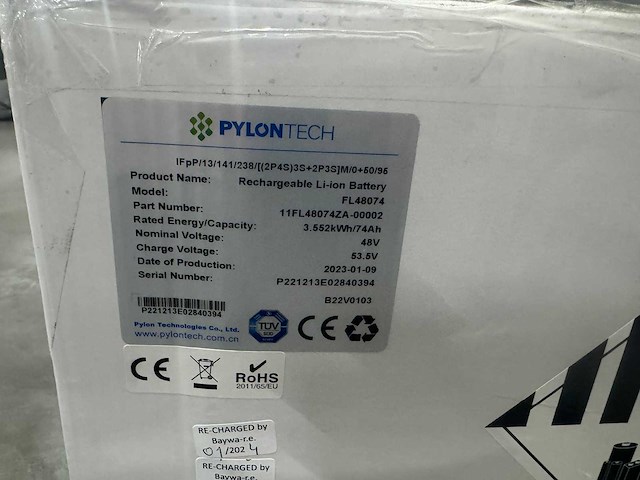 PYLONTECH
IFpP/13/141/238/[(2P4S)3S+2P3S]M/0+50/95
Product Name: Rechargeable Li-ion Battery
Model: FL48074
Part Number: 11FL48074ZA-00002
Rated Energy/Capacity: 3.552kWh/74Ah
Nominal Voltage: 48V
Charge Voltage: 53.5V
Date of Production: 2023-01-09
Serial Number: P221213E02840394
B22V0103
P221213E02840394
Pylon Technologies Co., Ltd.
www.pylontech.com.cn
TÜV
CE
CE
RoHS
2011/65/EU
RE-CHARGED by
Baywa-r.e.
01/2024
RE-CHARGED by
Baywa-r.e.